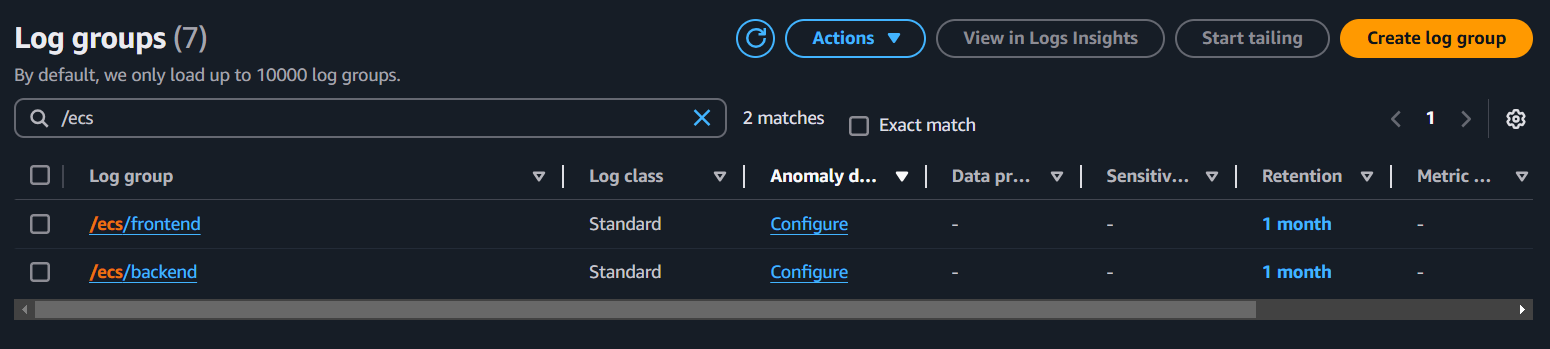 Log groups (7)
Actions
View in Logs Insights
Start tailing
Create log group
By default, we only load up to 10000 log groups.
/ecs
2 matches
Exact match
1
Log group
Log class
Anomaly d...
Data pr...
Sensitiv...
Retention
Metric ...
/ecs/frontend
Standard
Configure
-
-
1 month
-
/ecs/backend
Standard
Configure
-
-
1 month
-